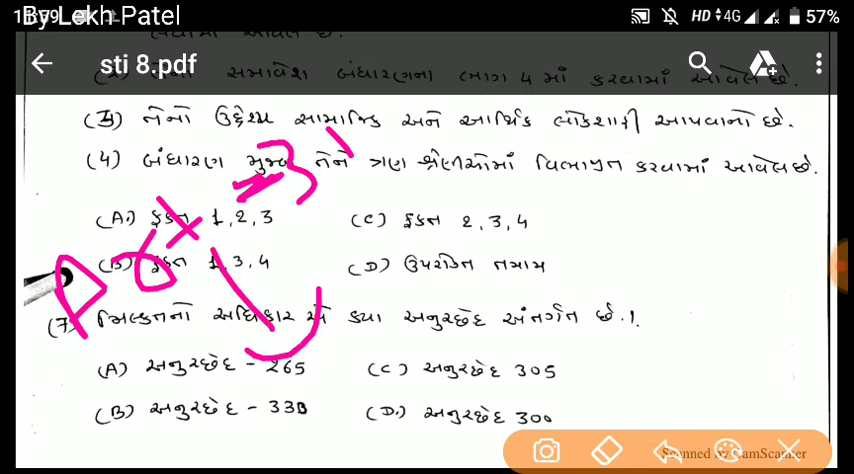 By Lekh Patel
HD 4G 57%
sti 8.pdf
સમાવેશ બંધારણના ભાગ 4 માં કરવામાં આવેલ છે.
(3) તેનો ઉદ્દેશ્ય સામાજિક અને આર્થિક લોકશાહી આપવાનો છે.
(4) બંધારણ મુજબ તેને ત્રણ શ્રેણીઓમાં વિભાજીત કરવામાં આવેલ છે.
(A.) ફક્ત 1,2,3 (C) ફક્ત 2,3,4
(B) ફક્ત 1,3,4 (D) ઉપરોક્ત તમામ
(7) મિલ્કતનો અધિકાર એ ક્યા અનુચ્છેદ અંતર્ગત છે.?
(A) અનુચ્છેદ - 265 (C) અનુચ્છેદ 305
(B) અનુચ્છેદ - 33B (D.) અનુચ્છેદ 300
Scanned by CamScanner